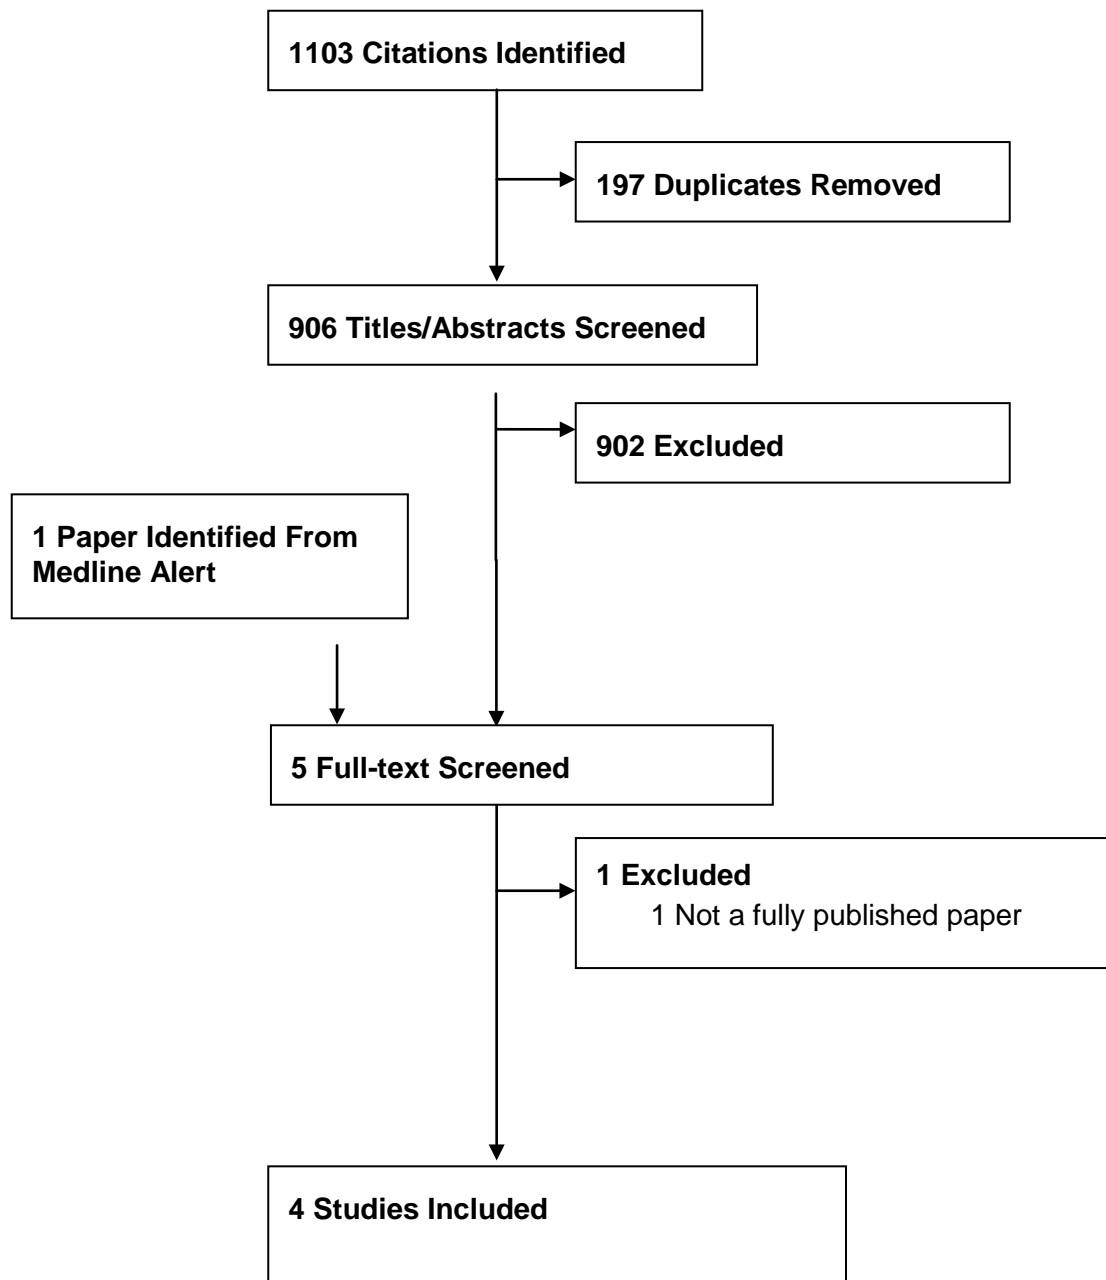 1103 Citations Identified
197 Duplicates Removed
906 Titles/Abstracts Screened
902 Excluded
1 Paper Identified From
Medline Alert
5 Full-text Screened
1 Excluded
1 Not a fully published paper
4 Studies Included